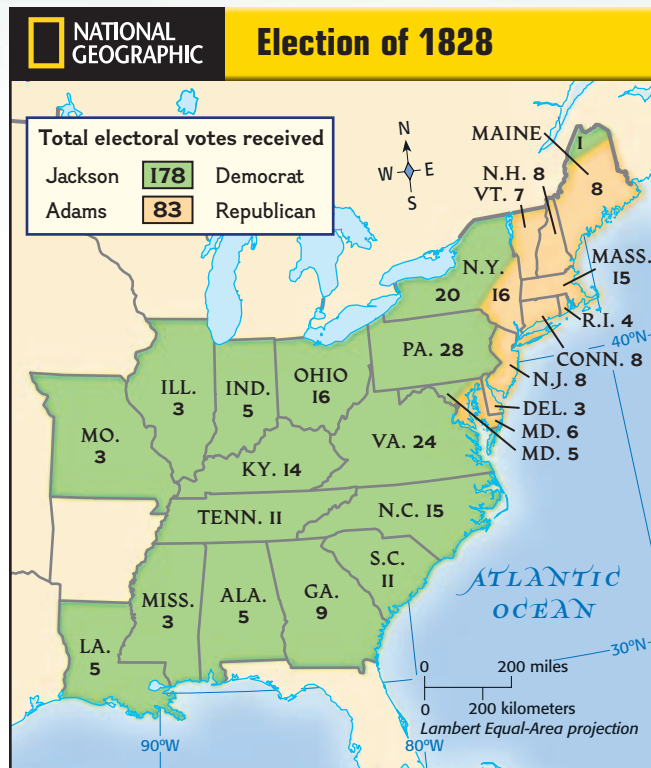 NATIONAL
GEOGRAPHIC
Election of 1828
Total electoral votes received
Jackson 178 Democrat
Adams 83 Republican
N
W E
S
MAINE
1
8
N.H. 8
VT. 7
MASS.
15
N.Y.
20
16
R.I. 4
40°N
CONN. 8
N.J. 8
PA. 28
DEL. 3
MD. 6
MD. 5
OHIO
16
IND.
5
ILL.
3
MO.
3
VA. 24
KY. 14
N.C. 15
TENN. 11
S.C.
11
GA.
9
ALA.
5
MISS.
3
LA.
5
ATLANTIC
OCEAN
30°N
0 200 miles
0 200 kilometers
Lambert Equal-Area projection
90°W
80°W